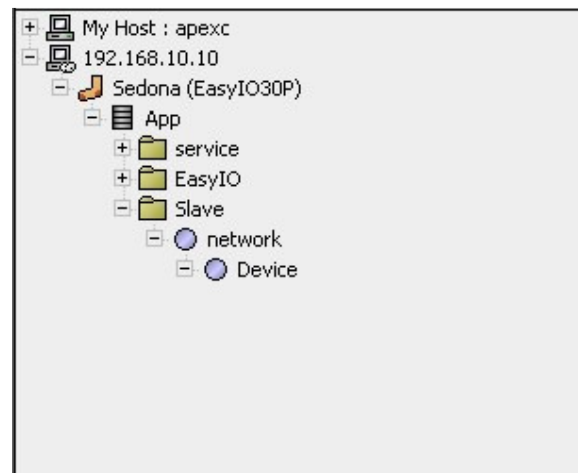 My Host : apexc
192.168.10.10
Sedona (EasyIO30P)
App
service
EasyIO
Slave
network
Device